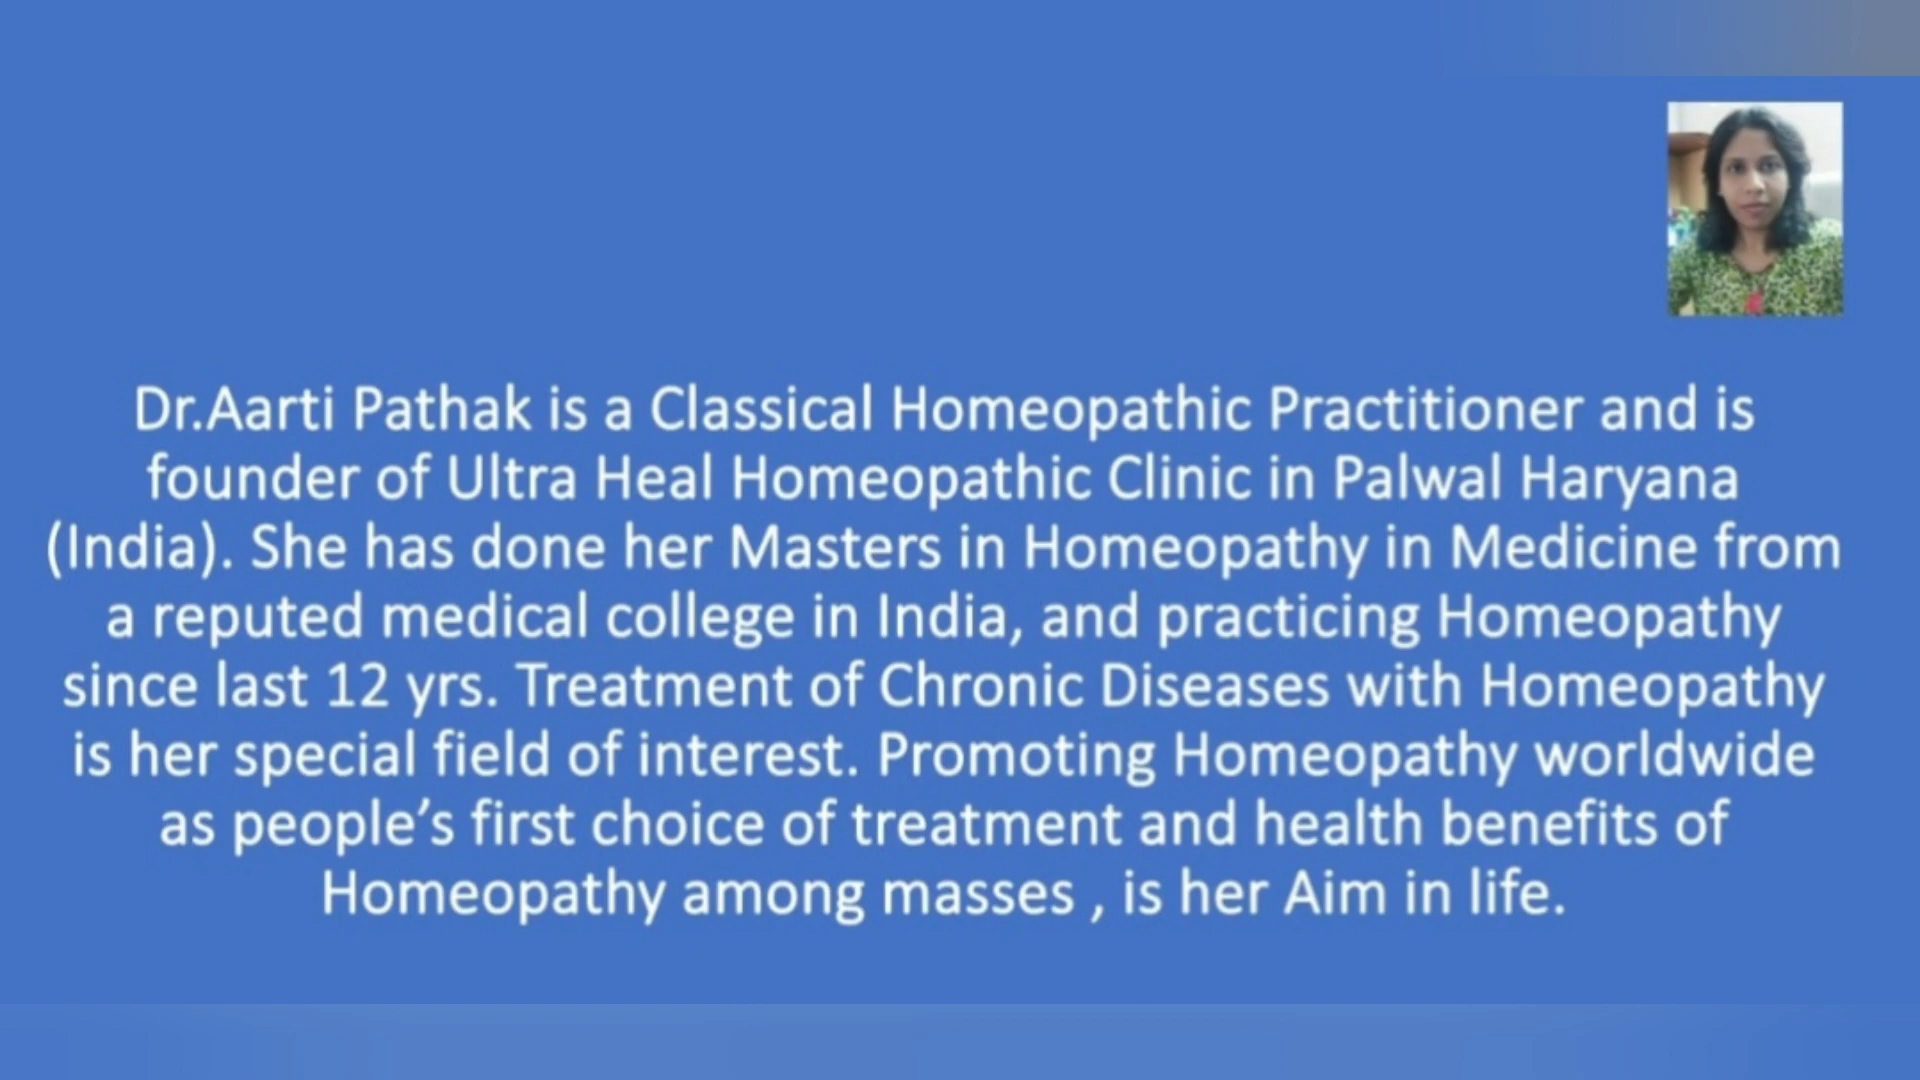 Dr.Aarti Pathak is a Classical Homeopathic Practitioner and is
founder of Ultra Heal Homeopathic Clinic in Palwal Haryana
(India). She has done her Masters in Homeopathy in Medicine from
a reputed medical college in India, and practicing Homeopathy
since last 12 yrs. Treatment of Chronic Diseases with Homeopathy
is her special field of interest. Promoting Homeopathy worldwide
as people’s first choice of treatment and health benefits of
Homeopathy among masses , is her Aim in life.